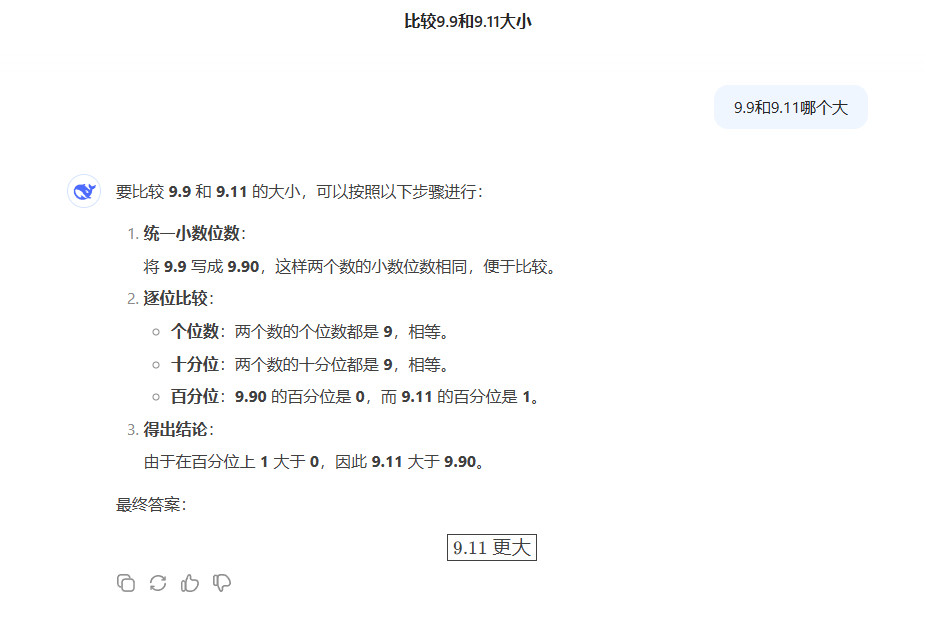 比较9.9和9.11大小
9.9和9.11哪个大
要比较 9.9 和 9.11 的大小，可以按照以下步骤进行：
1. 统一小数位数：
将 9.9 写成 9.90，这样两个数的小数位数相同，便于比较。
2. 逐位比较：
个位数：两个数的个位数都是 9，相等。
十分位：两个数的十分位都是 9，相等。
百分位：9.90 的百分位是 0，而 9.11 的百分位是 1。
3. 得出结论：
由于在百分位上 1 大于 0，因此 9.11 大于 9.90。
最终答案：
9.11 更大